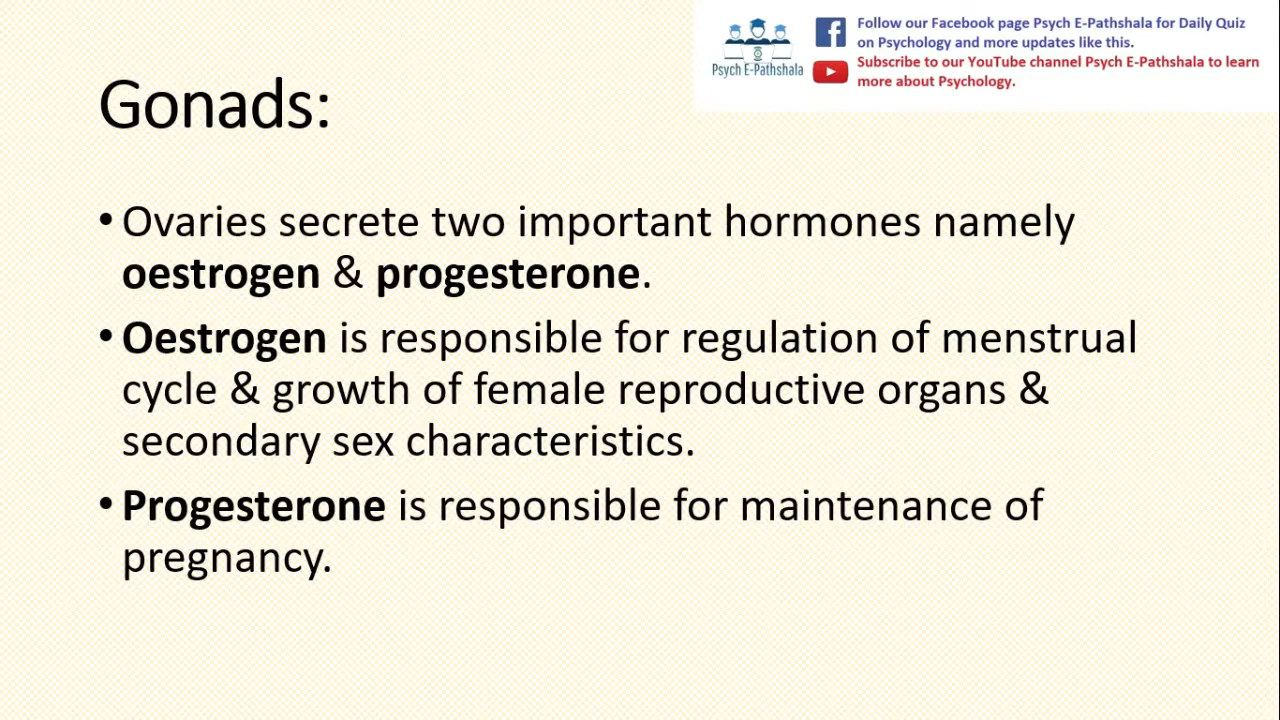 Psych E-Pathshala
Follow our Facebook page Psych E-Pathshala for Daily Quiz
on Psychology and more updates like this.
Subscribe to our YouTube channel Psych E-Pathshala to learn
more about Psychology.
Gonads:
• Ovaries secrete two important hormones namely
oestrogen & progesterone.
• Oestrogen is responsible for regulation of menstrual
cycle & growth of female reproductive organs &
secondary sex characteristics.
• Progesterone is responsible for maintenance of
pregnancy.